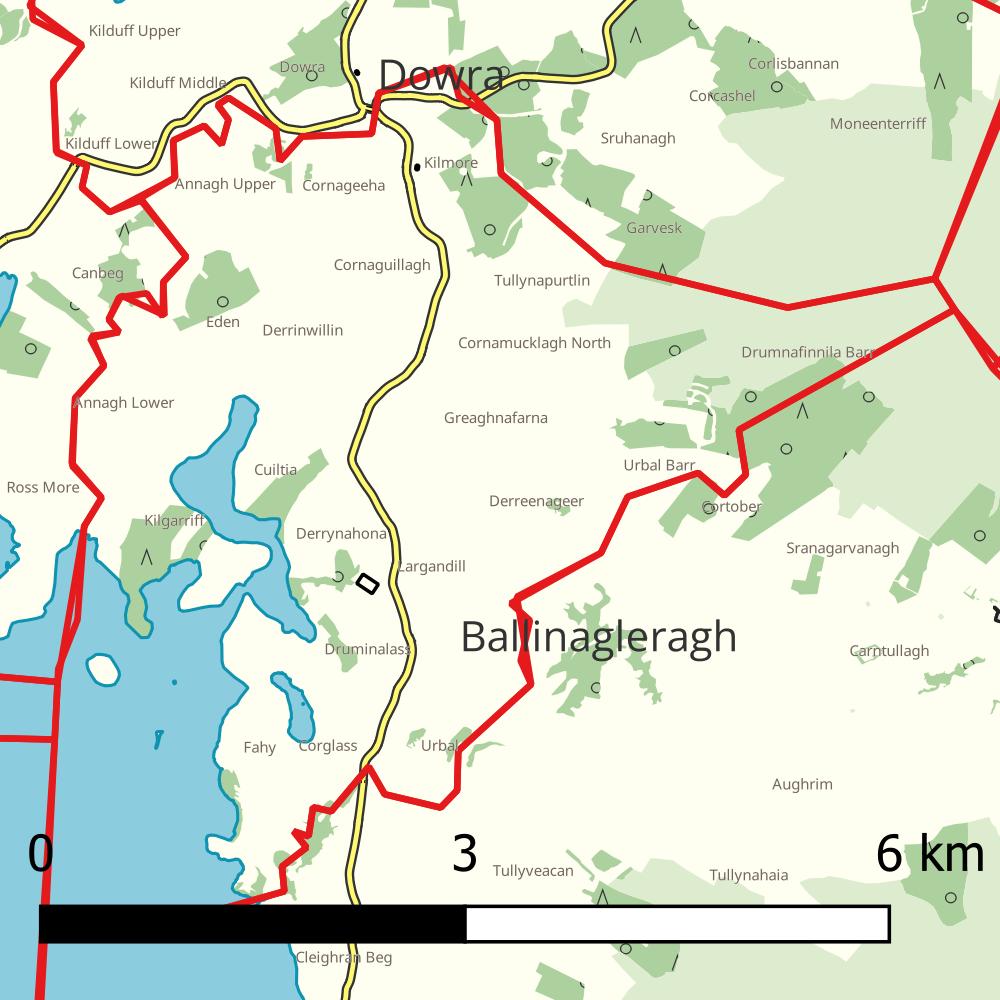 Kilduff Upper
Dowra
Corlisbannan
Dowra
Kilduff Middle
Corcashel
Moneenterriff
Sruhanagh
Kilduff Lower
Kilmore
Annagh Upper
Cornageeha
Garvesk
Cornaguillagh
Canbeg
Tullynapurtlin
Eden
Derrinwillin
Cornamucklagh North
Drumnafinnila Barr
Annagh Lower
Greaghnafarna
Cuiltia
Urbal Barr
Ross More
Derreenageer
Cortober
Kilgarriff
Derrynahona
Sranagarvanagh
Largandill
Ballinagleragh
Druminalass
Carntullagh
Fahy
Corglass
Urbal
Aughrim
0 3 6 km
Tullyveacan
Tullynahaia
Cleighran Beg